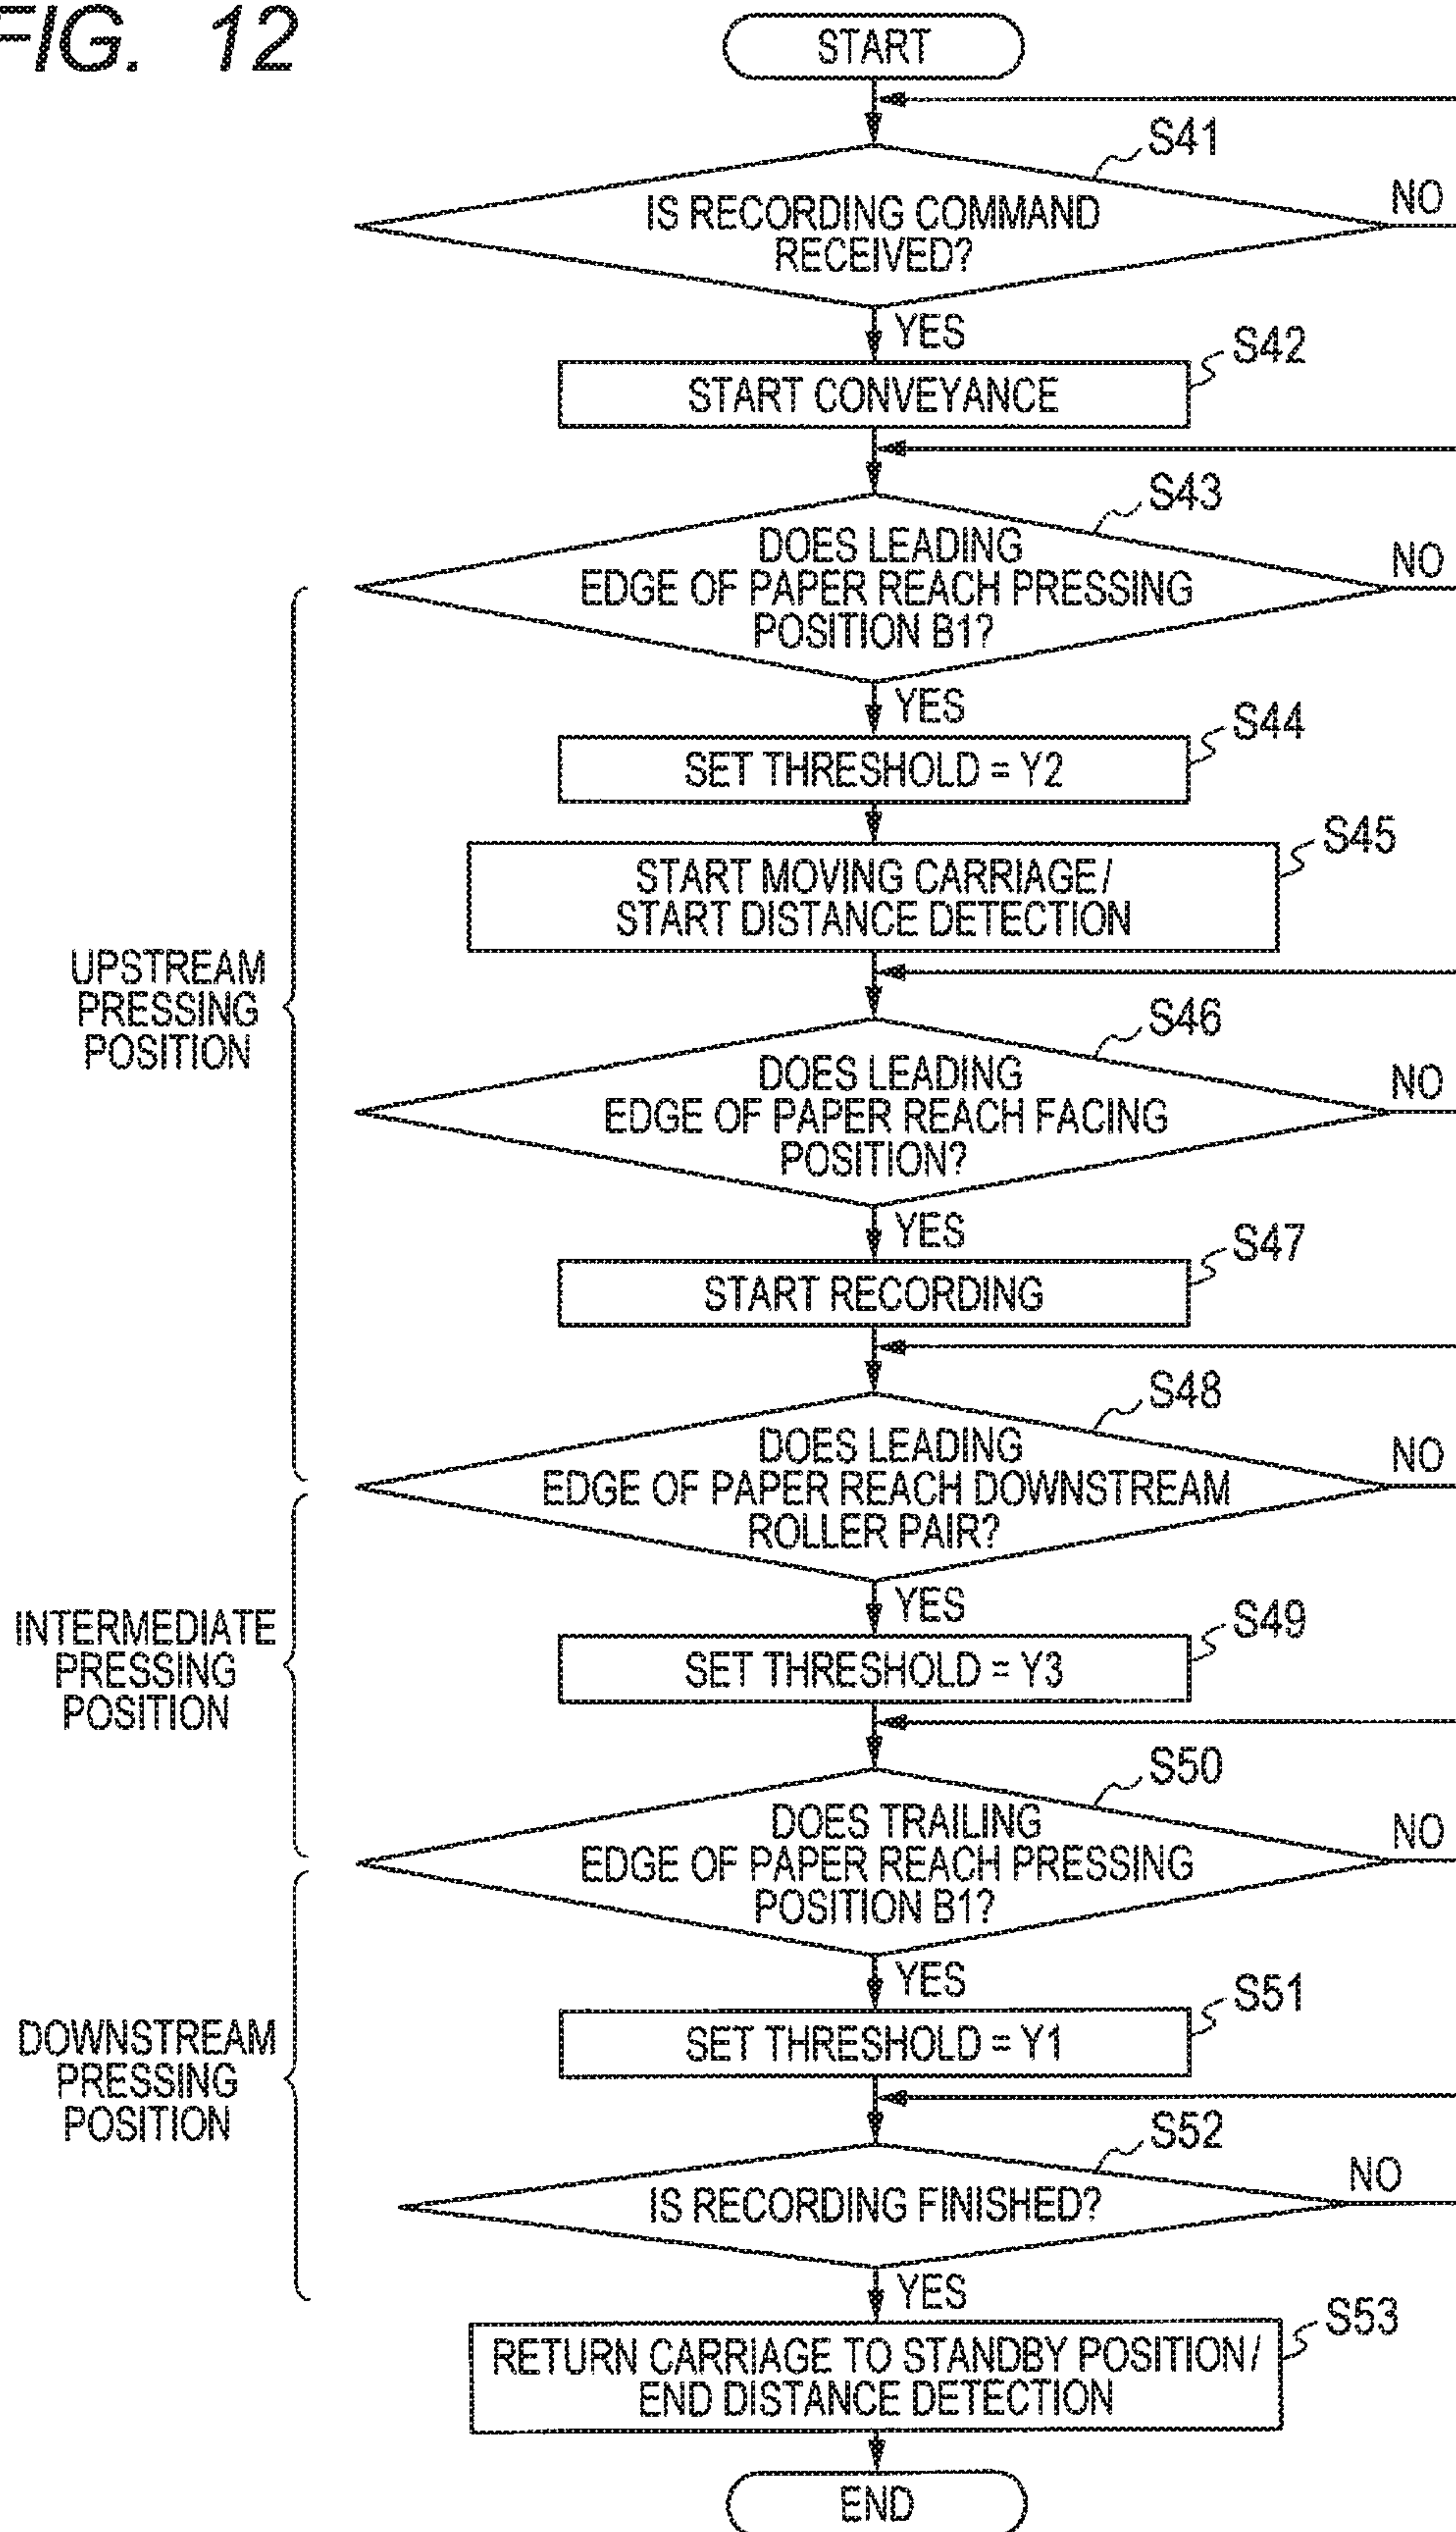 FIG. 12
START
S41
IS RECORDING COMMAND
RECEIVED?
NO
YES
S42
START CONVEYANCE
S43
DOES LEADING
EDGE OF PAPER REACH PRESSING
POSITION B1?
NO
YES
S44
SET THRESHOLD = Y2
S45
START MOVING CARRIAGE/
START DISTANCE DETECTION
UPSTREAM
PRESSING
POSITION
S46
DOES LEADING
EDGE OF PAPER REACH FACING
POSITION?
NO
YES
S47
START RECORDING
S48
DOES LEADING
EDGE OF PAPER REACH DOWNSTREAM
ROLLER PAIR?
NO
YES
INTERMEDIATE
PRESSING
POSITION
S49
SET THRESHOLD = Y3
S50
DOES TRAILING
EDGE OF PAPER REACH PRESSING
POSITION B1?
NO
YES
S51
SET THRESHOLD = Y1
DOWNSTREAM
PRESSING
POSITION
S52
IS RECORDING FINISHED?
NO
YES
S53
RETURN CARRIAGE TO STANDBY POSITION/
END DISTANCE DETECTION
END